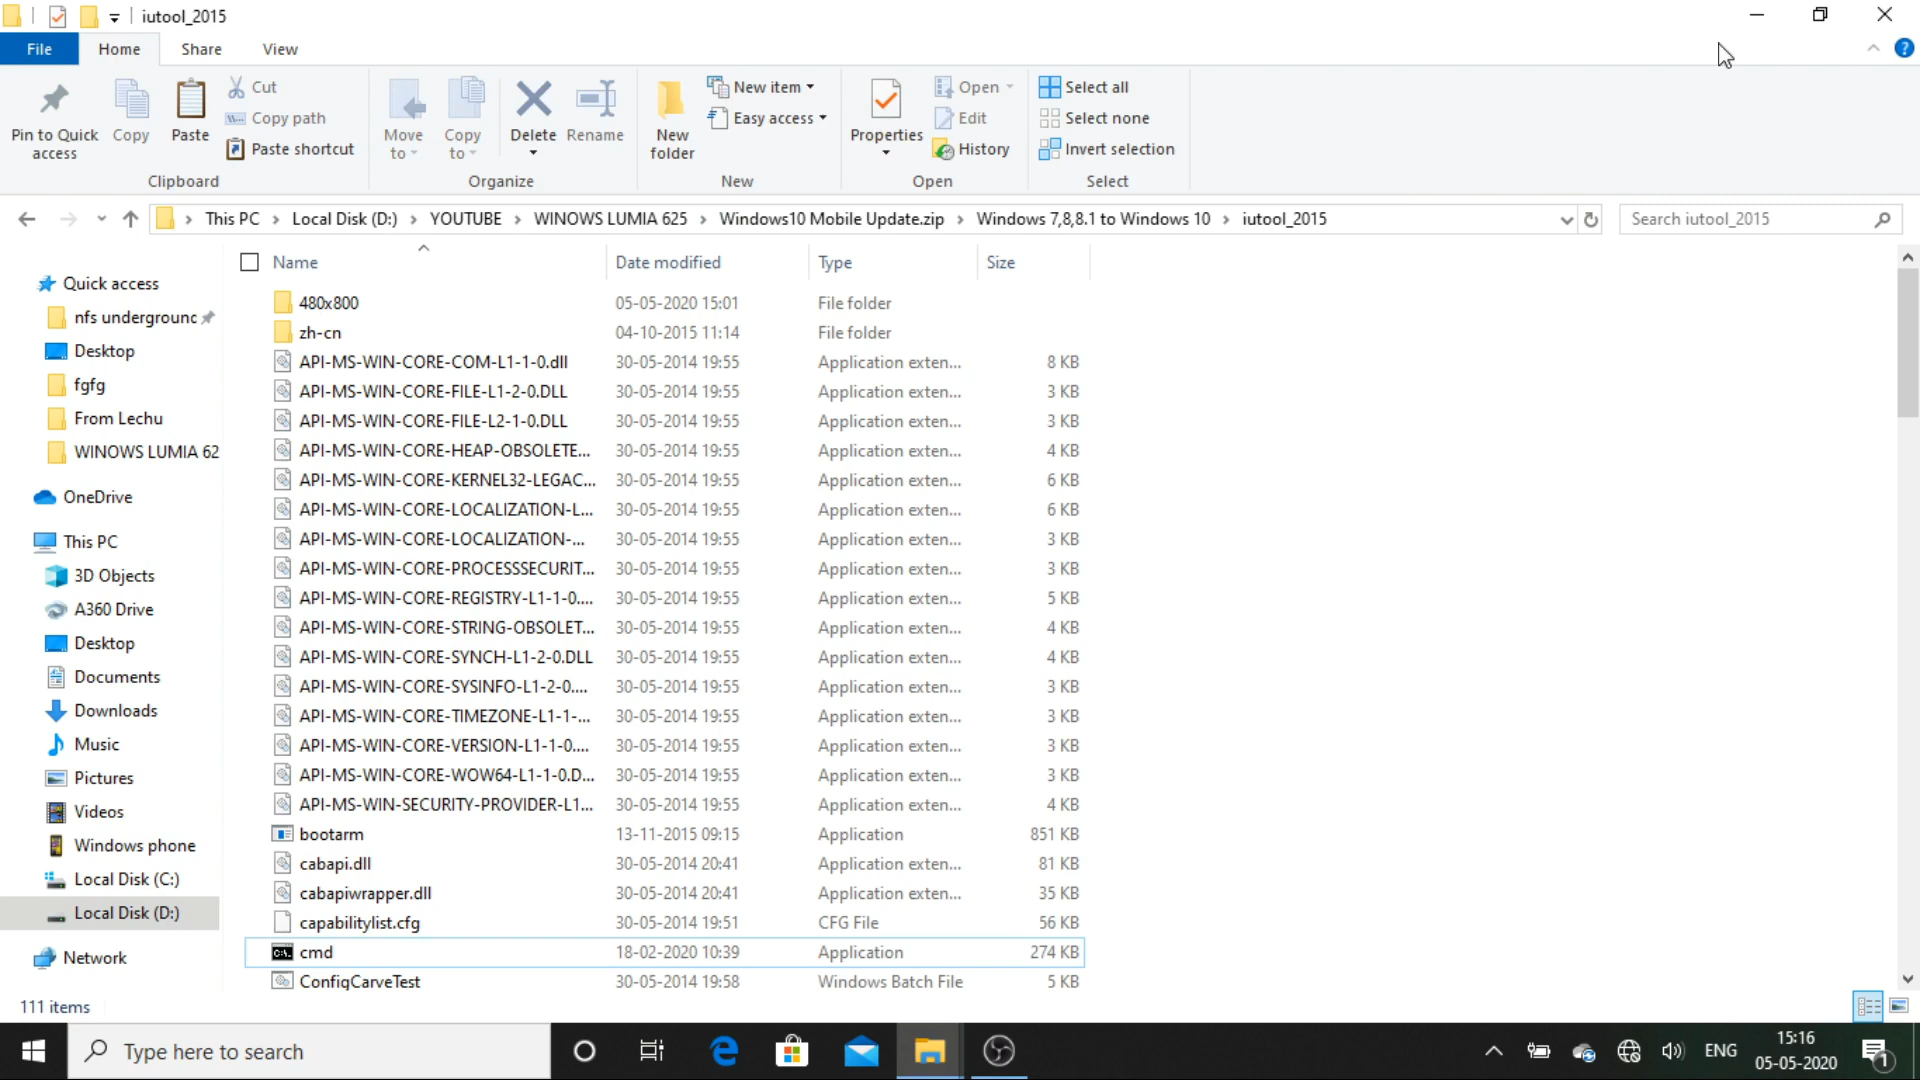 iutool_2015
File Home Share View
Pin to Quick access
Copy
Paste
Cut
Copy path
Paste shortcut
Clipboard
Move to
Copy to
Delete
Rename
Organize
New folder
New item
Easy access
New
Properties
Open
Edit
History
Open
Select all
Select none
Invert selection
Select
This PC > Local Disk (D:) > YOUTUBE > WINOWS LUMIA 625 > Windows10 Mobile Update.zip > Windows 7,8,8.1 to Windows 10 > iutool_2015
Search iutool_2015
Quick access
nfs undergrounc
Desktop
fgfg
From Lechu
WINOWS LUMIA 62
OneDrive
This PC
3D Objects
A360 Drive
Desktop
Documents
Downloads
Music
Pictures
Videos
Windows phone
Local Disk (C:)
Local Disk (D:)
Network
Name Date modified Type Size
480x800 05-05-2020 15:01 File folder
zh-cn 04-10-2015 11:14 File folder
API-MS-WIN-CORE-COM-L1-1-0.dll 30-05-2014 19:55 Application exten... 8 KB
API-MS-WIN-CORE-FILE-L1-2-0.DLL 30-05-2014 19:55 Application exten... 3 KB
API-MS-WIN-CORE-FILE-L2-1-0.DLL 30-05-2014 19:55 Application exten... 3 KB
API-MS-WIN-CORE-HEAP-OBSOLETE... 30-05-2014 19:55 Application exten... 4 KB
API-MS-WIN-CORE-KERNEL32-LEGAC... 30-05-2014 19:55 Application exten... 6 KB
API-MS-WIN-CORE-LOCALIZATION-L... 30-05-2014 19:55 Application exten... 6 KB
API-MS-WIN-CORE-LOCALIZATION-... 30-05-2014 19:55 Application exten... 3 KB
API-MS-WIN-CORE-PROCESSSECURIT... 30-05-2014 19:55 Application exten... 3 KB
API-MS-WIN-CORE-REGISTRY-L1-1-0.... 30-05-2014 19:55 Application exten... 5 KB
API-MS-WIN-CORE-STRING-OBSOLET... 30-05-2014 19:55 Application exten... 4 KB
API-MS-WIN-CORE-SYNCH-L1-2-0.DLL 30-05-2014 19:55 Application exten... 4 KB
API-MS-WIN-CORE-SYSINFO-L1-2-0.... 30-05-2014 19:55 Application exten... 3 KB
API-MS-WIN-CORE-TIMEZONE-L1-1-... 30-05-2014 19:55 Application exten... 3 KB
API-MS-WIN-CORE-VERSION-L1-1-0.... 30-05-2014 19:55 Application exten... 3 KB
API-MS-WIN-CORE-WOW64-L1-1-0.D... 30-05-2014 19:55 Application exten... 3 KB
API-MS-WIN-SECURITY-PROVIDER-L1... 30-05-2014 19:55 Application exten... 4 KB
bootarm 13-11-2015 09:15 Application 851 KB
cabapi.dll 30-05-2014 20:41 Application exten... 81 KB
cabapiwrapper.dll 30-05-2014 20:41 Application exten... 35 KB
capabilitylist.cfg 30-05-2014 19:51 CFG File 56 KB
cmd 18-02-2020 10:39 Application 274 KB
ConfigCarveTest 30-05-2014 19:58 Windows Batch File 5 KB
111 items
Type here to search
ENG
15:16
05-05-2020
1